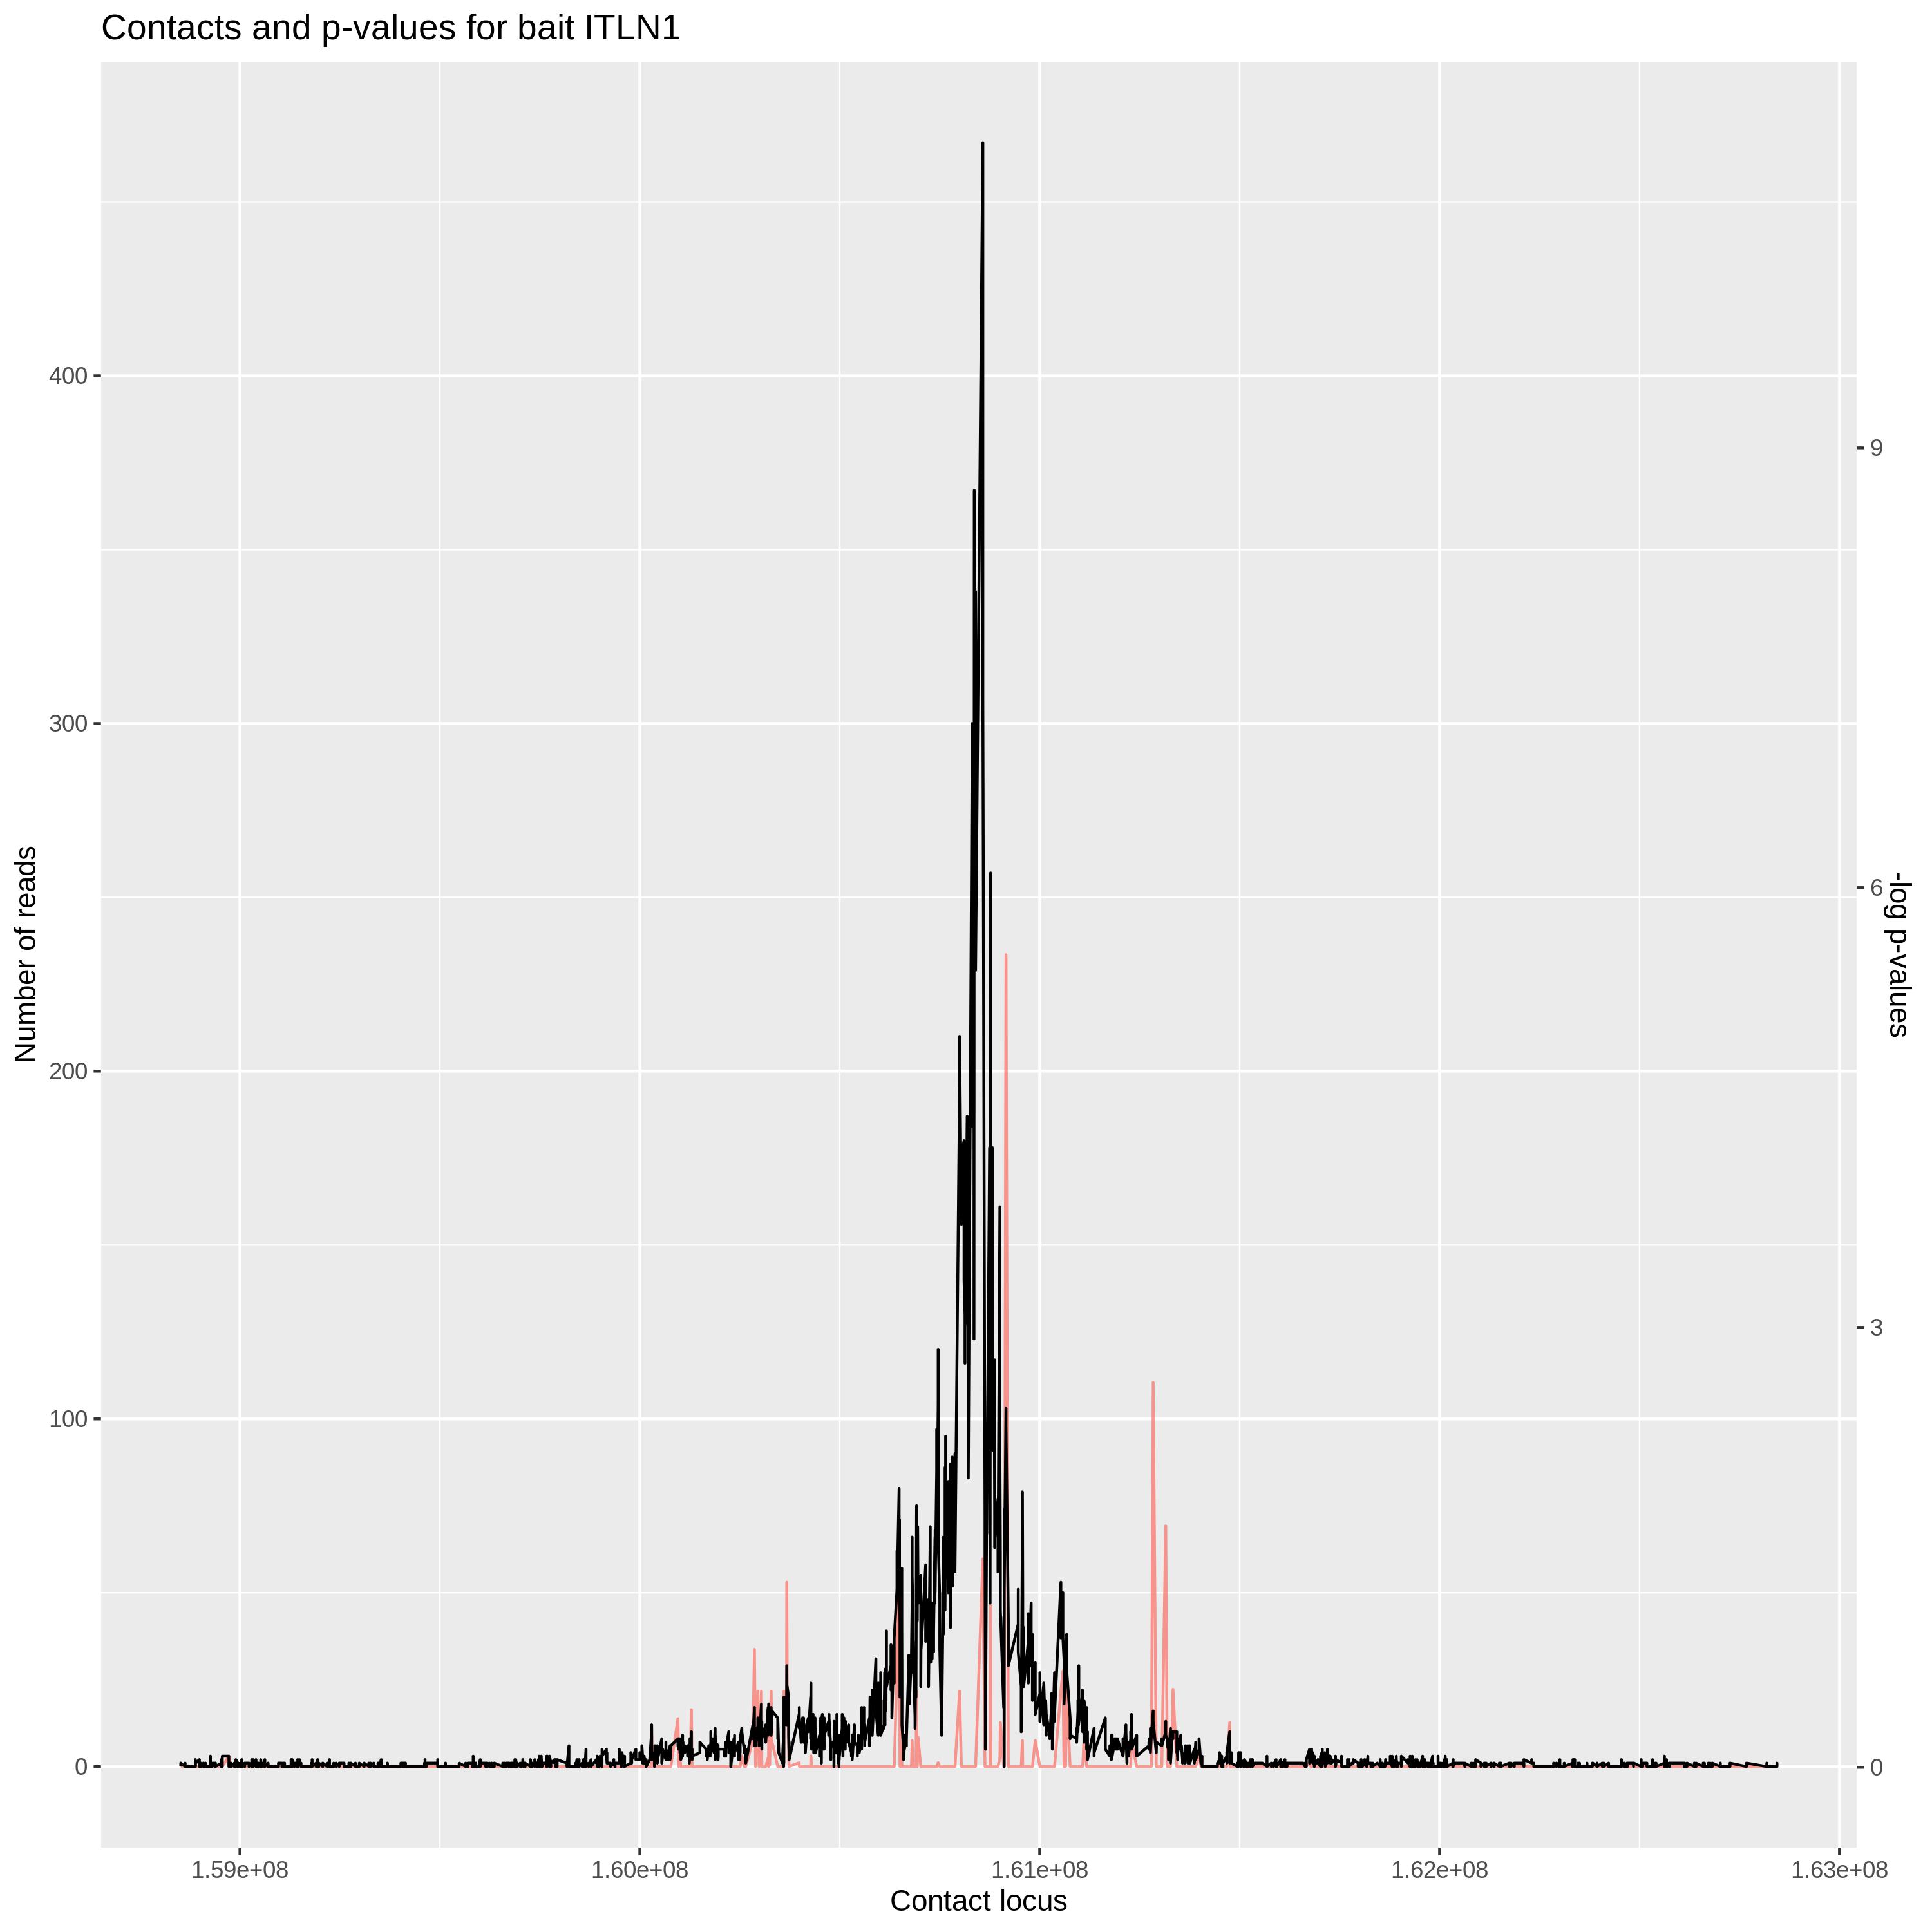 Contacts and p-values for bait ITLN1
400
300
200
100
0
Number of reads
9
6
3
0
-log p-values
1.59e+08
1.60e+08
1.61e+08
1.62e+08
1.63e+08
Contact locus